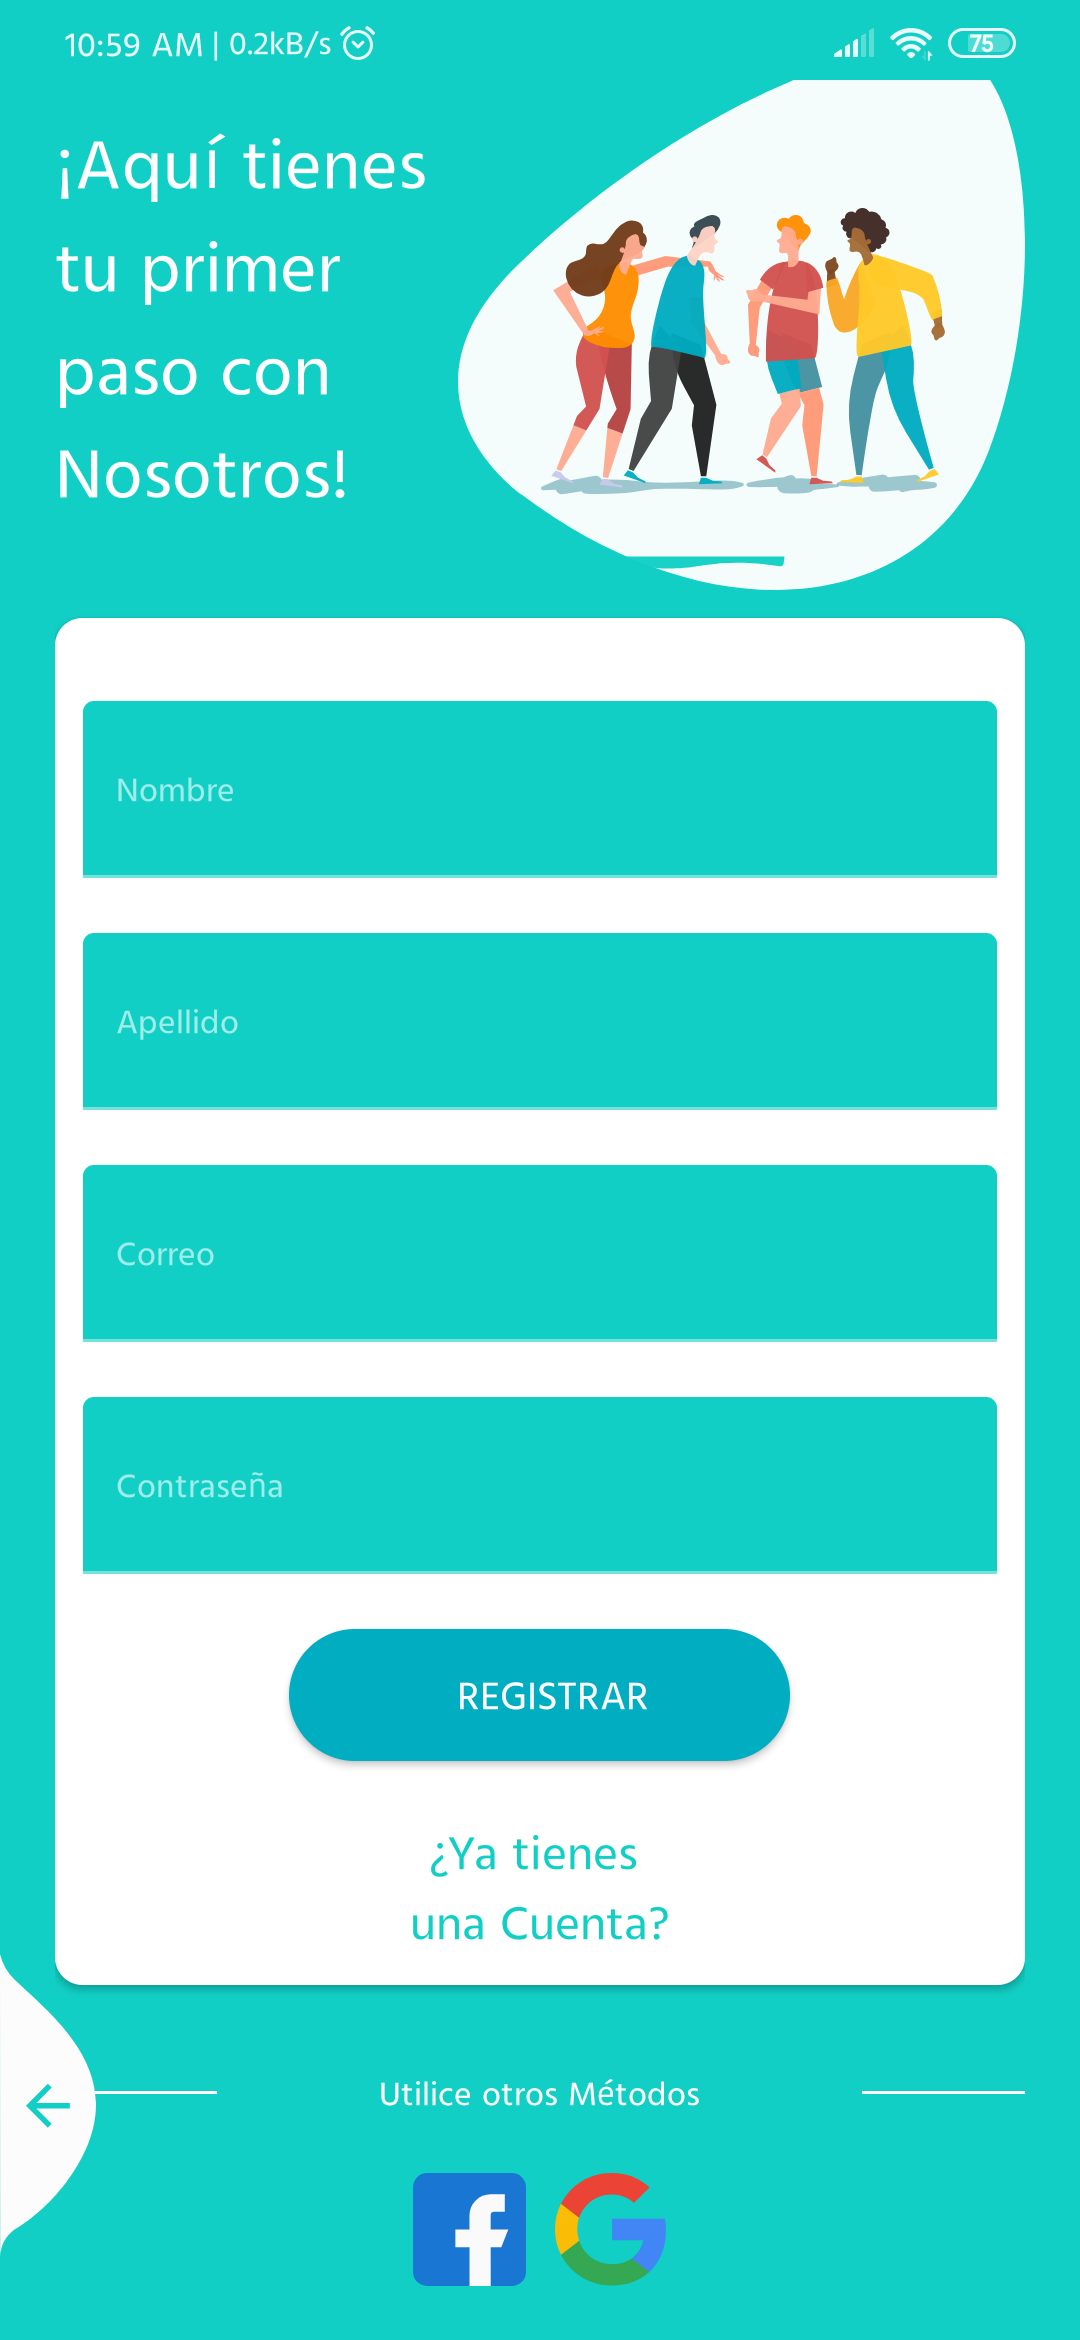 10:59 AM | 0.2kB/s
75
¡Aquí tienes
tu primer
paso con
Nosotros!
Nombre
Apellido
Correo
Contraseña
REGISTRAR
¿Ya tienes
una Cuenta?
Utilice otros Métodos